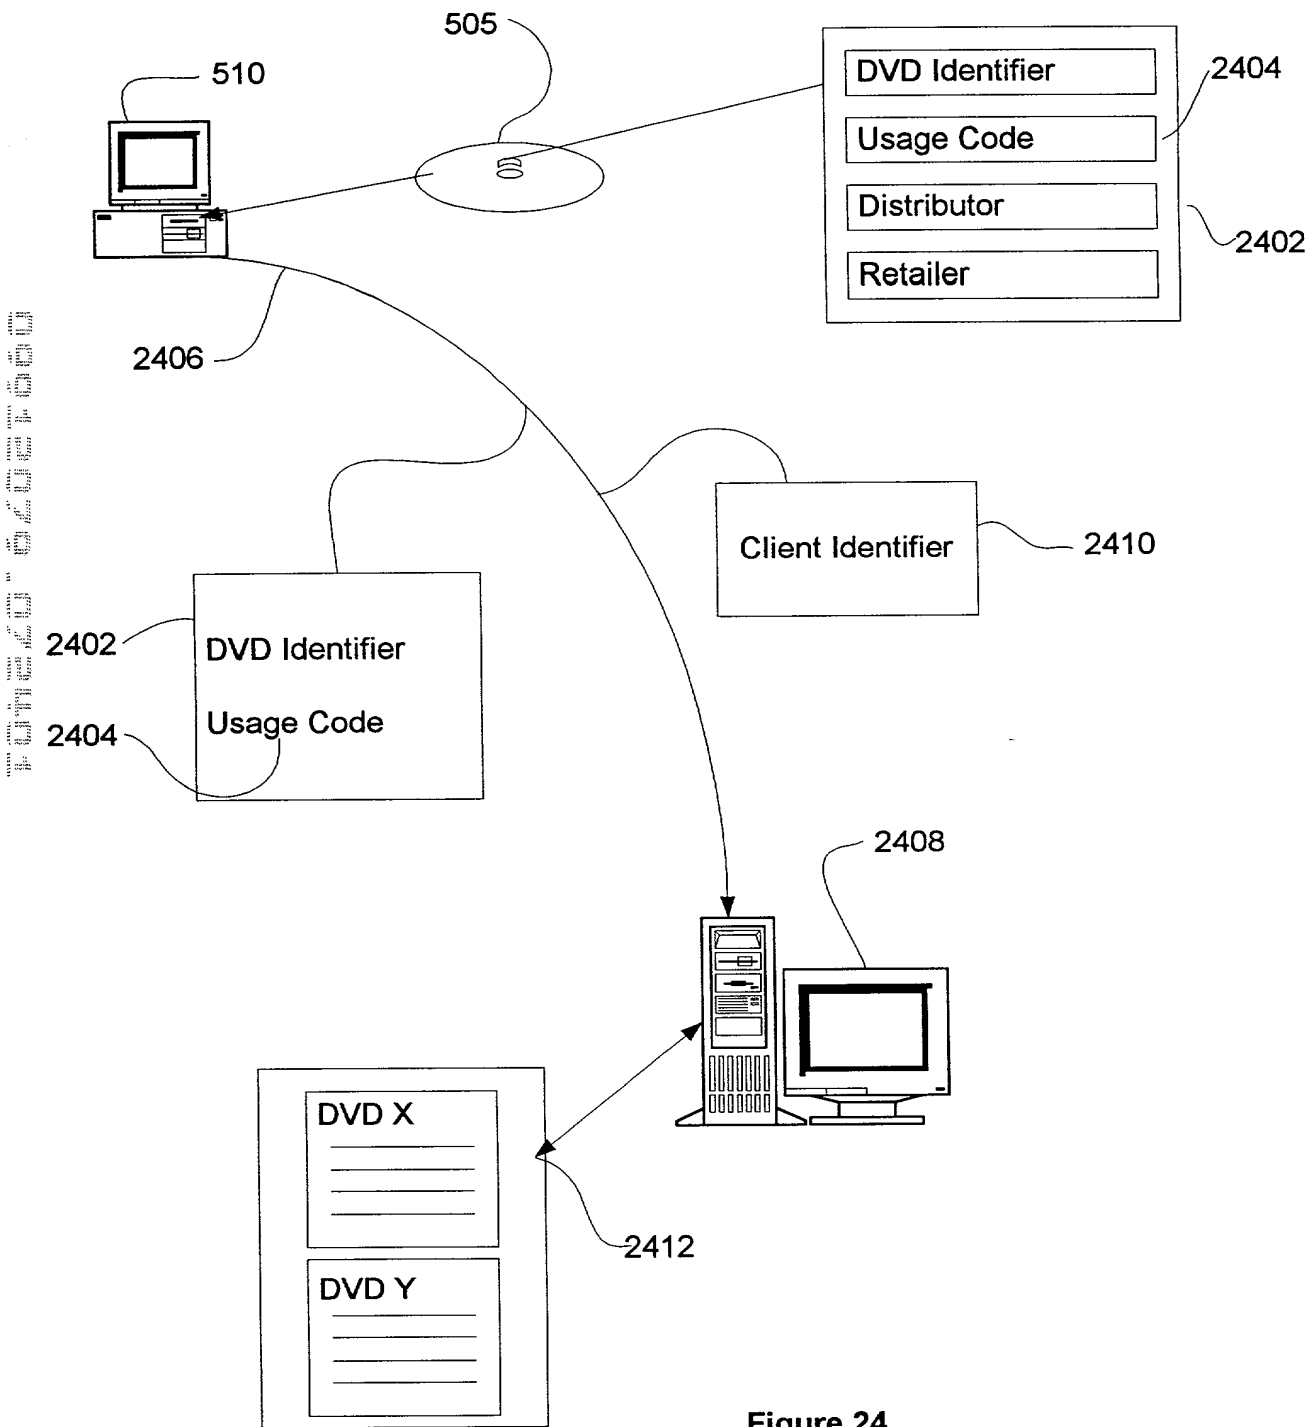 505
510
DVD Identifier
2404
Usage Code
Distributor
2402
Retailer
2406
Client Identifier
2410
2402
DVD Identifier
Usage Code
2404
2408
DVD X
2412
DVD Y
Figure 24